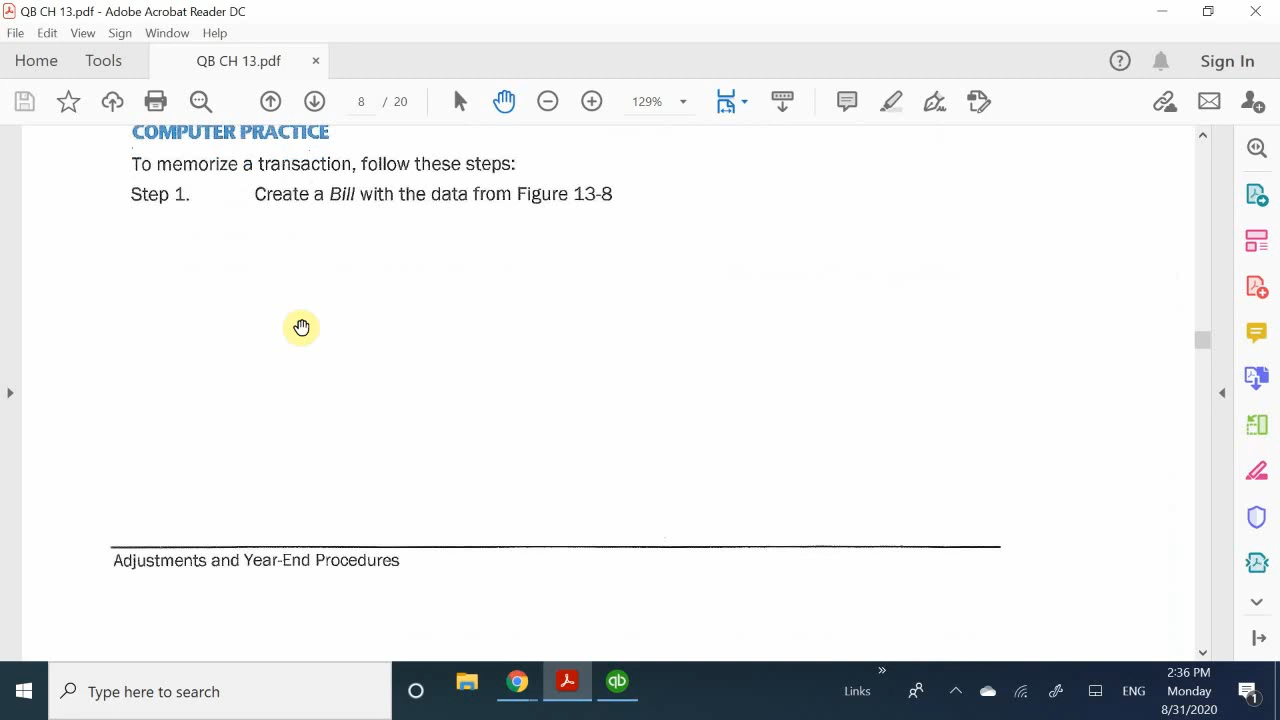 QB CH 13.pdf - Adobe Acrobat Reader DC
File Edit View Sign Window Help
Home Tools QB CH 13.pdf × Sign In
8 / 20 129%
COMPUTER PRACTICE
To memorize a transaction, follow these steps:
Step 1. Create a Bill with the data from Figure 13-8
Adjustments and Year-End Procedures
Type here to search
qb
Links
»
ENG
2:36 PM
Monday
8/31/2020
1